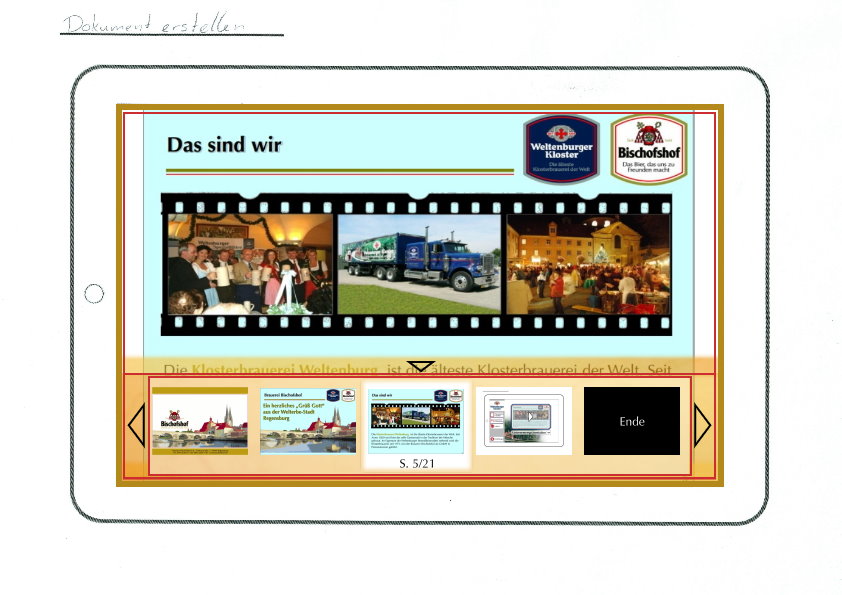 Dokument erstellen
Das sind wir
Weltenburger
Kloster
Die älteste
Klosterbrauerei der Welt
Bischofshof
Das Bier, das uns zu
Freunden macht
Weltenburger
Die Klosterbrauerei Weltenburg ist die älteste Klosterbrauerei der Welt. Seit
Bischofshof
Brauerei Bischofshof
Ein herzliches „Grüß Gott"
aus der Welterbe-Stadt
Regensburg
Das sind wir
S. 5/21
Ende